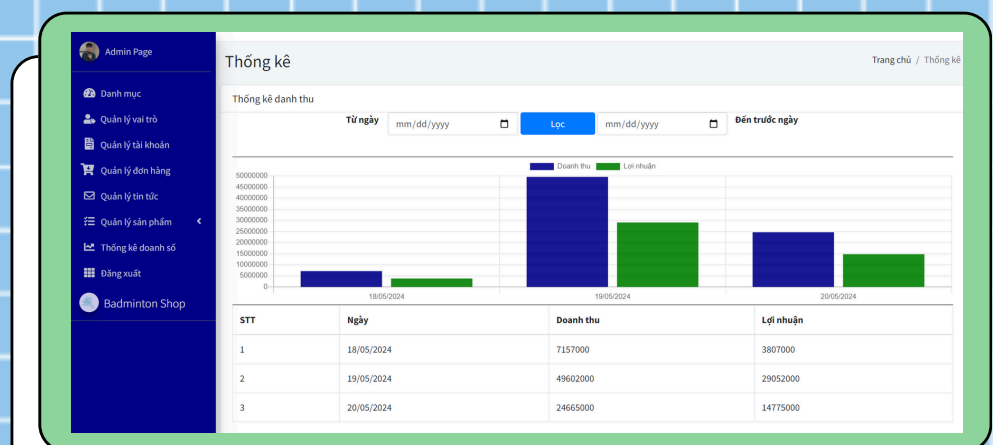 Admin Page
Danh mục
Quản lý vai trò
Quản lý tài khoản
Quản lý đơn hàng
Quản lý tin tức
Quản lý sản phẩm
Thống kê doanh số
Đăng xuất
Badminton Shop
Thống kê
Trang chủ / Thống kê
Thống kê danh thu
Từ ngày mm/dd/yyyy Lọc mm/dd/yyyy Đến trước ngày
Doanh thu Lợi nhuận
50000000
45000000
40000000
35000000
30000000
25000000
20000000
15000000
10000000
5000000
0
18/05/2024 19/05/2024 20/05/2024
STT Ngày Doanh thu Lợi nhuận
1 18/05/2024 7157000 3807000
2 19/05/2024 49602000 29052000
3 20/05/2024 24665000 14775000